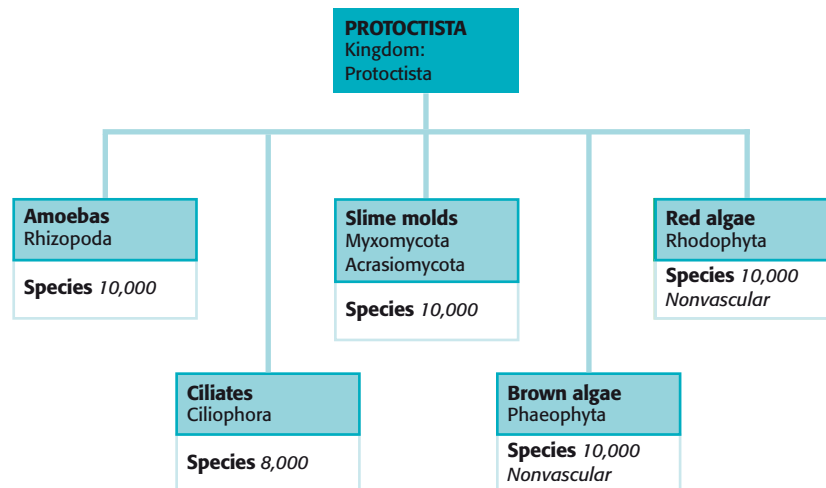 PROTOCTISTA
Kingdom:
Protoctista
Amoebas
Rhizopoda
Species 10,000
Slime molds
Myxomycota
Acrasiomycota
Species 10,000
Red algae
Rhodophyta
Species 10,000
Nonvascular
Ciliates
Ciliophora
Species 8,000
Brown algae
Phaeophyta
Species 10,000
Nonvascular